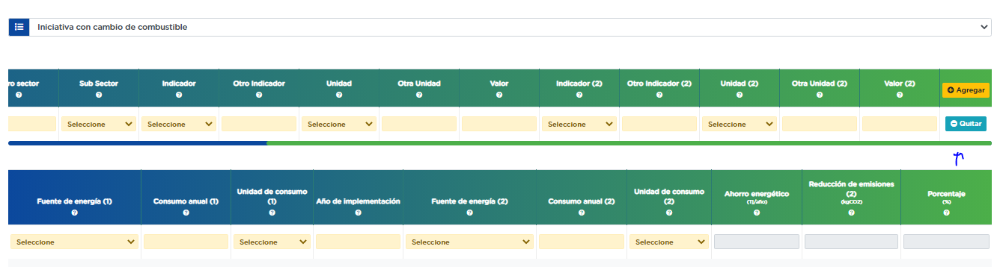 Iniciativa con cambio de combustible
ro sector Sub Sector Indicador Otro Indicador Unidad Otra Unidad Valor Indicador (2) Otro Indicador (2) Unidad (2) Otra Unidad (2) Valor (2) Agregar
Seleccione Seleccione Seleccione Seleccione Seleccione Quitar
Fuente de energía (1) Consumo anual (1) Unidad de consumo (1) Año de implementación Fuente de energía (2) Consumo anual (2) Unidad de consumo (2) Ahorro energético (TJ/año) Reducción de emisiones (2) (kgCO2) Porcentaje (%)
Seleccione Seleccione Seleccione Seleccione